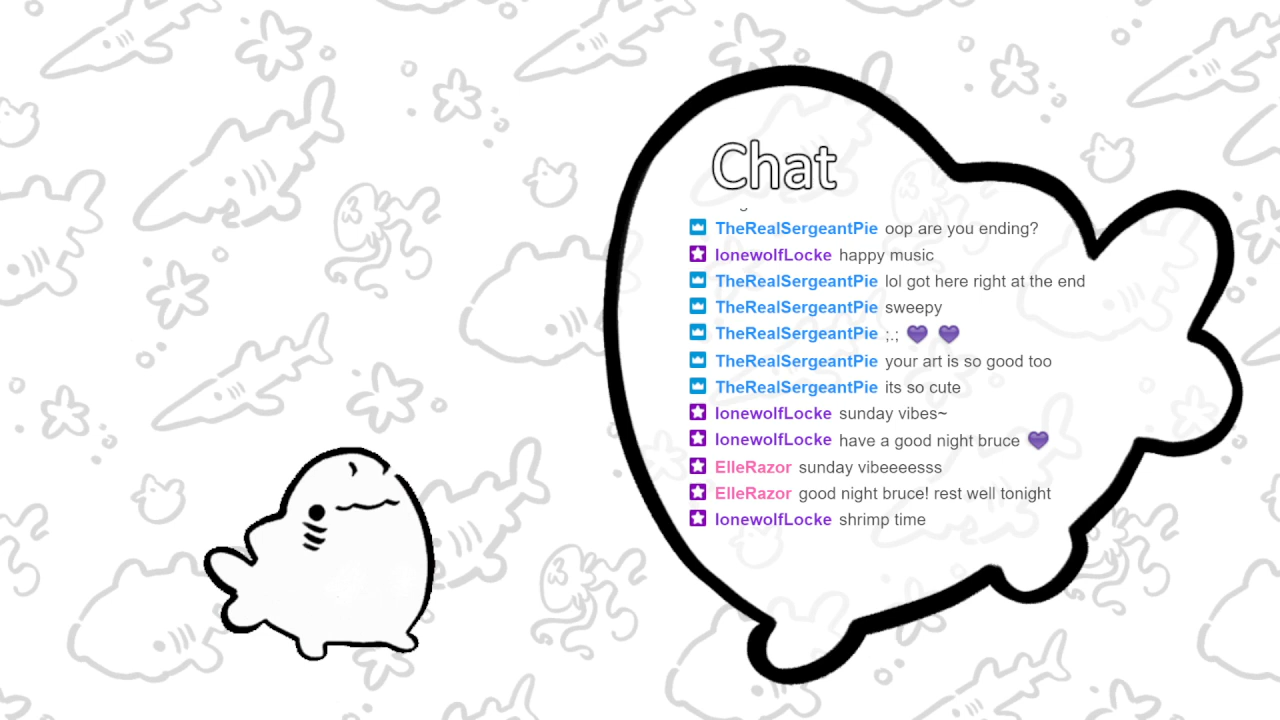 Chat
TheRealSergeantPie oop are you ending?
lonewolfLocke happy music
TheRealSergeantPie lol got here right at the end
TheRealSergeantPie sweepy
TheRealSergeantPie ;.; 💜 💜
TheRealSergeantPie your art is so good too
TheRealSergeantPie its so cute
lonewolfLocke sunday vibes~
lonewolfLocke have a good night bruce 💜
ElleRazor sunday vibeeeesss
ElleRazor good night bruce! rest well tonight
lonewolfLocke shrimp time